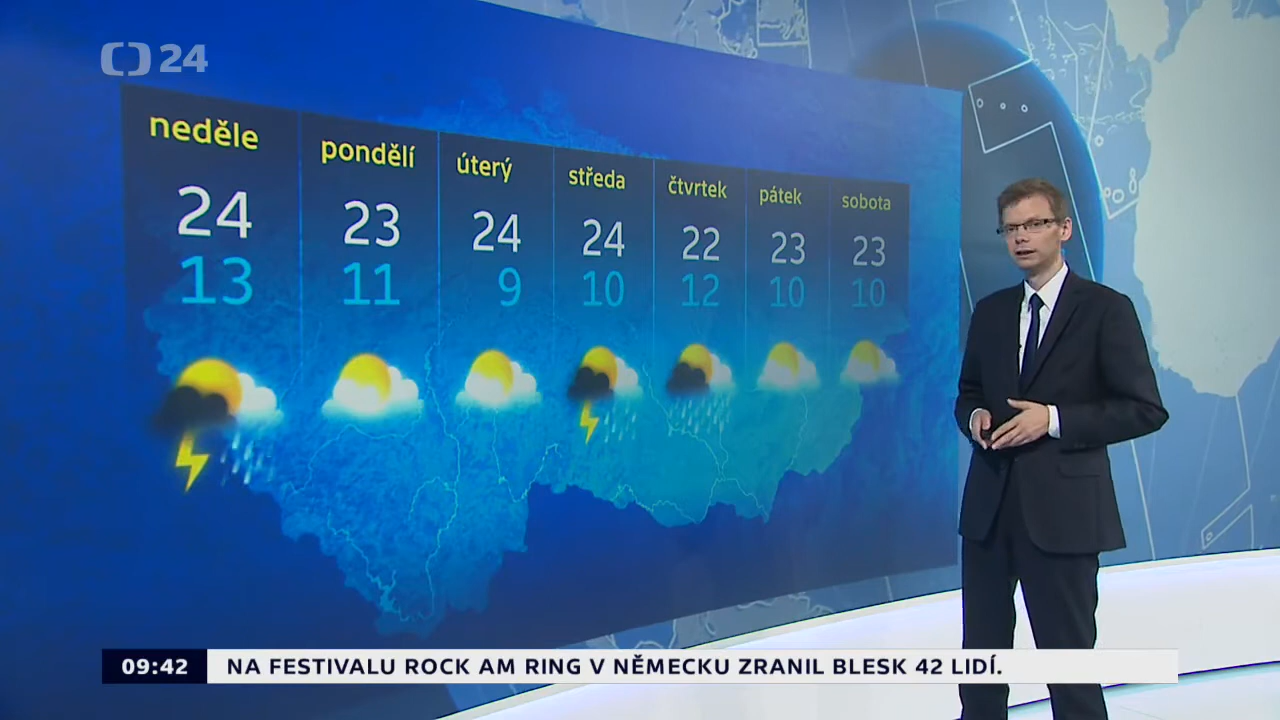 24
neděle
24
13
pondělí
23
11
úterý
24
9
středa
24
10
čtvrtek
22
12
pátek
23
10
sobota
23
10
09:42 NA FESTIVALU ROCK AM RING V NĚMECKU ZRANIL BLESK 42 LIDÍ.